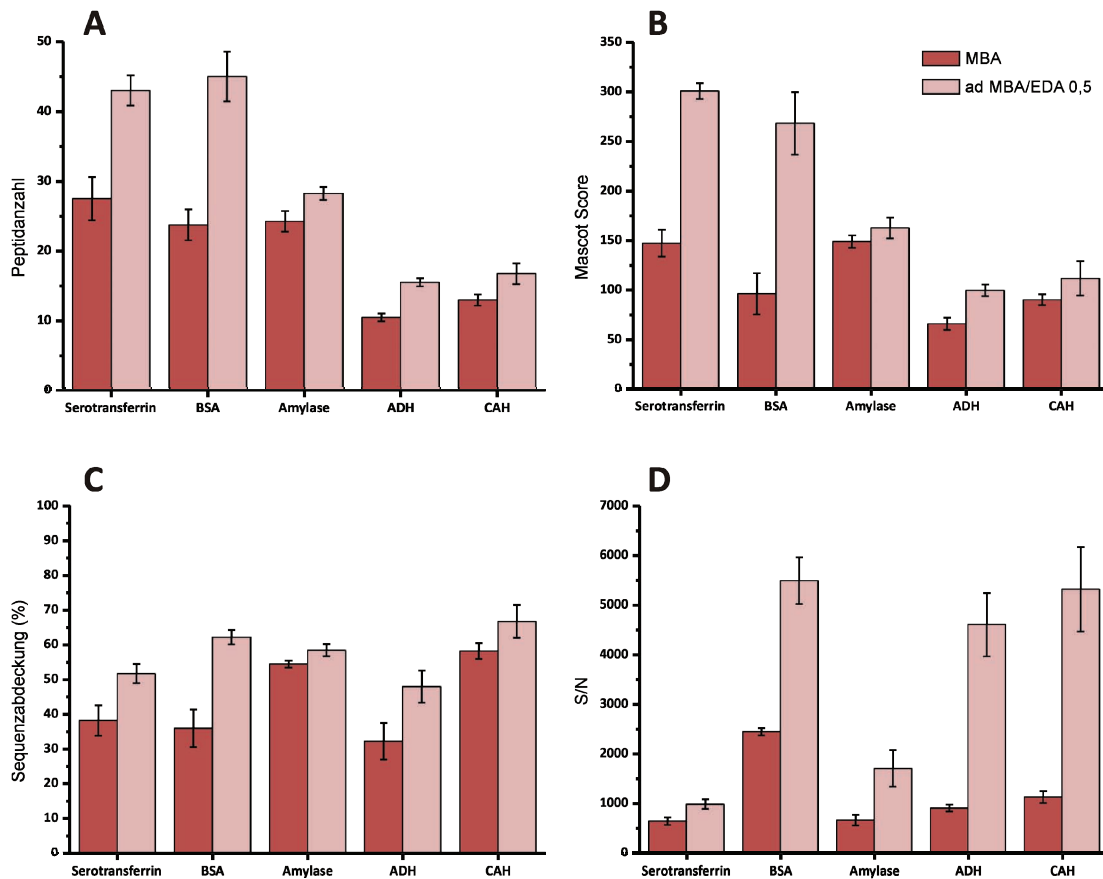 A
50
40
30
20
10
0
Peptidanzahl
Serotransferrin BSA Amylase ADH CAH
B
350
300
250
200
150
100
50
0
Mascot Score
MBA
ad MBA/EDA 0,5
Serotransferrin BSA Amylase ADH CAH
C
100
90
80
70
60
50
40
30
20
10
0
Sequenzabdeckung (%)
Serotransferrin BSA Amylase ADH CAH
D
7000
6000
5000
4000
3000
2000
1000
0
S/N
Serotransferrin BSA Amylase ADH CAH